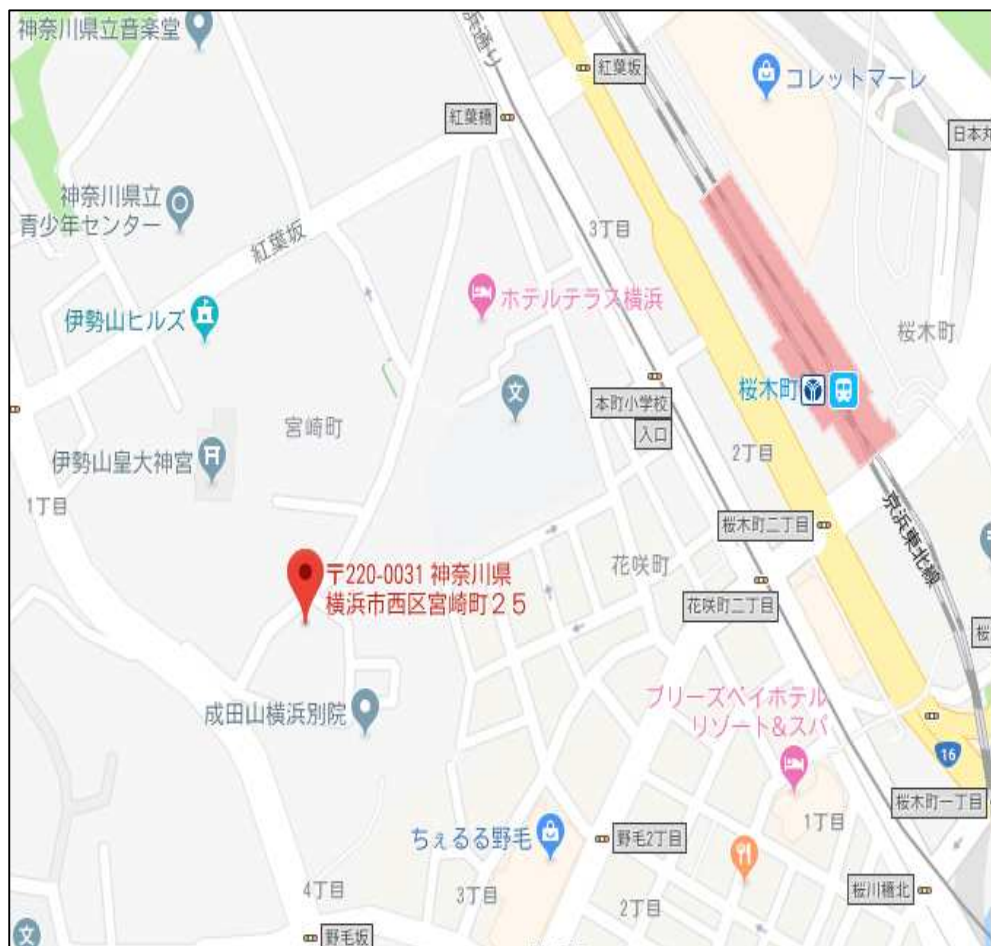 神奈川県立音楽堂
浜通り
紅葉坂
コレットマーレ
紅葉橋
日本丸
神奈川県立
青少年センター
紅葉坂
3丁目
伊勢山ヒルズ
ホテルテラス横浜
桜木町
桜木町
本町小学校
入口
宮崎町
2丁目
伊勢山皇大神宮
1丁目
桜木町二丁目
京浜東北線
花咲町
〒220-0031 神奈川県
横浜市西区宮崎町25
花咲町二丁目
桜
ブリーズベイホテル
リゾート&スパ
成田山横浜別院
16
桜木町一丁目
1丁目
ちぇるる野毛
野毛2丁目
4丁目
3丁目
2丁目
桜川橋北
野毛坂
文
文